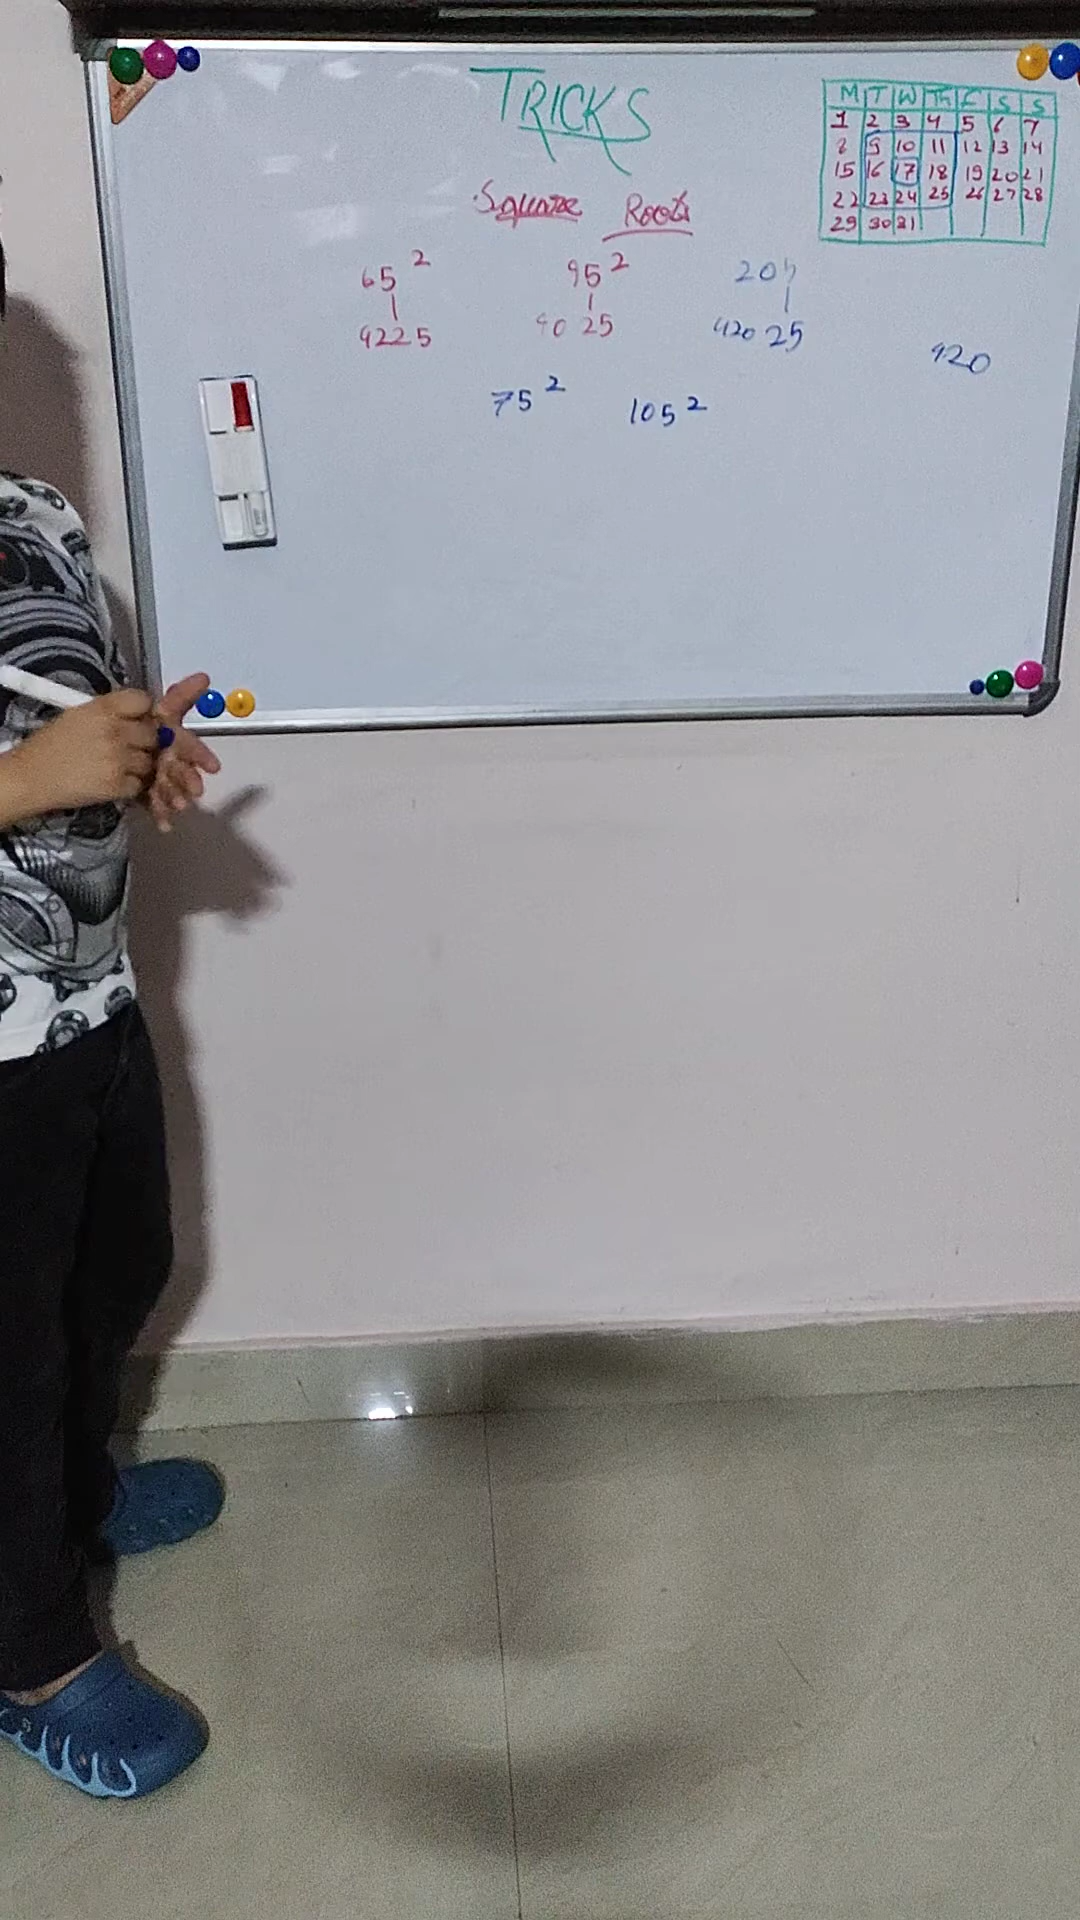 TRICKS
M T W Th F S S
1 2 3 4 5 6 7
8 9 10 11 12 13 14
15 16 17 18 19 20 21
22 23 24 25 26 27 28
29 30 31
Square Roots
65² 95² 205
4225 9025 42025
420
75² 105²